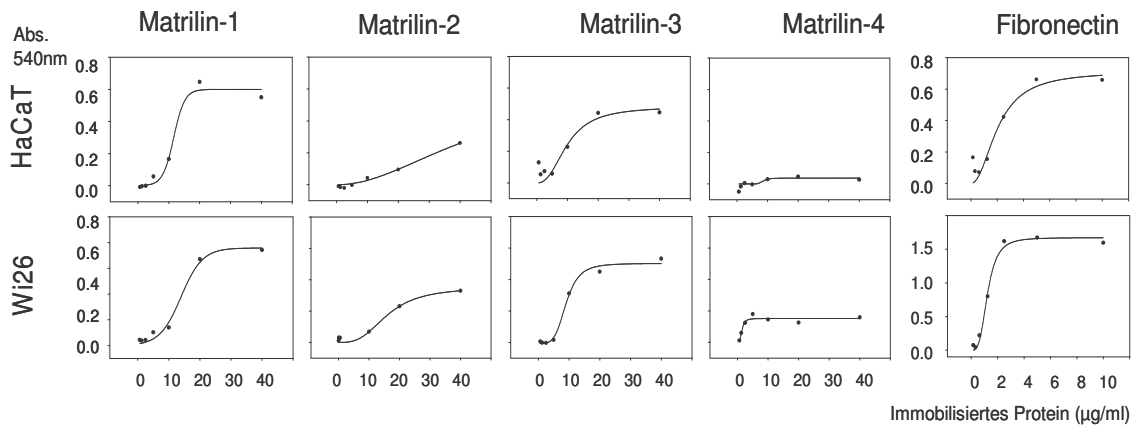 Matrilin-1 Matrilin-2 Matrilin-3 Matrilin-4 Fibronectin
Abs.
540nm
HaCaT
0.8 0.8
0.6 0.6
0.4 0.4
0.2 0.2
0.0 0.0
Wi26
0.8
0.6 1.5
0.4 1.0
0.2 0.5
0.0 0.0
0 10 20 30 40 0 10 20 30 40 0 10 20 30 40 0 10 20 30 40 0 2 4 6 8 10
Immobilisiertes Protein (µg/ml)